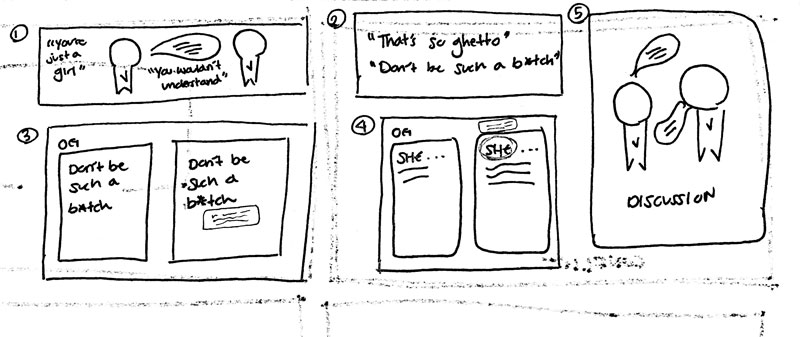 ①
"you're
just a
girl"
"You wouldn't
understand"
②
"That's so ghetto"
"Don't be such a b*tch"
③
OG
Don't be
such a
b*tch
Don't be
such a
b*tch
④
OG
SHE...
SHE...
⑤
DISCUSSION